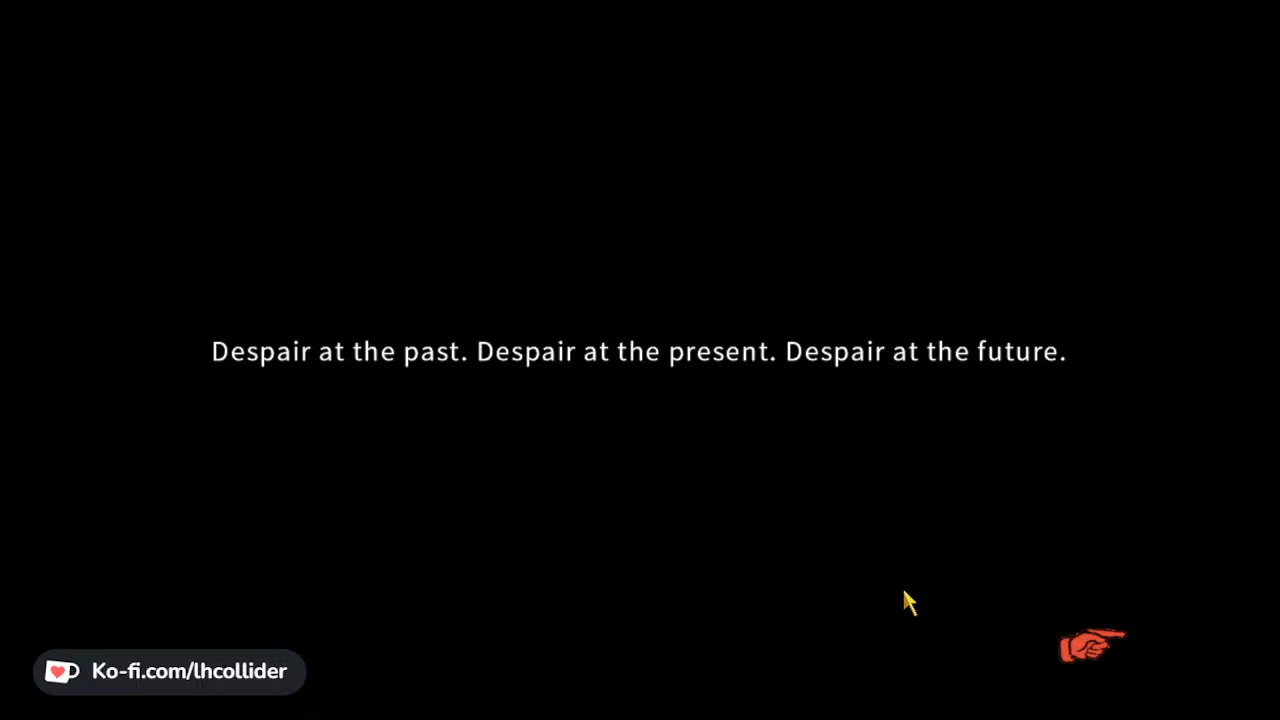 Despair at the past. Despair at the present. Despair at the future.
Ko-fi.com/lhcollider